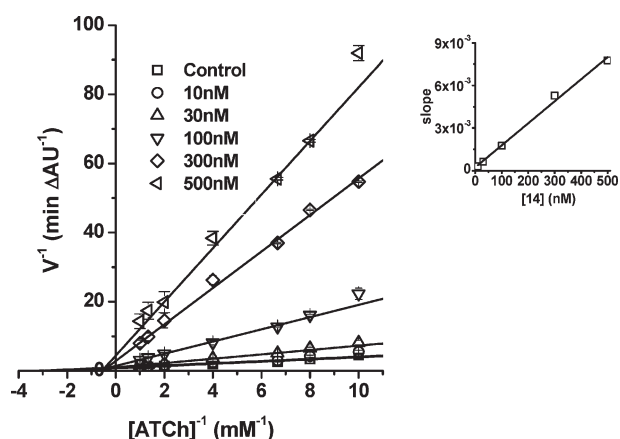 100
80
60
40
20
0
V⁻¹ (min ΔAU⁻¹)
Control
10nM
30nM
100nM
300nM
500nM
-4 -2 0 2 4 6 8 10
[ATCh]⁻¹ (mM⁻¹)
9x10⁻³
6x10⁻³
3x10⁻³
0
slope
0 100 200 300 400 500
[14] (nM)